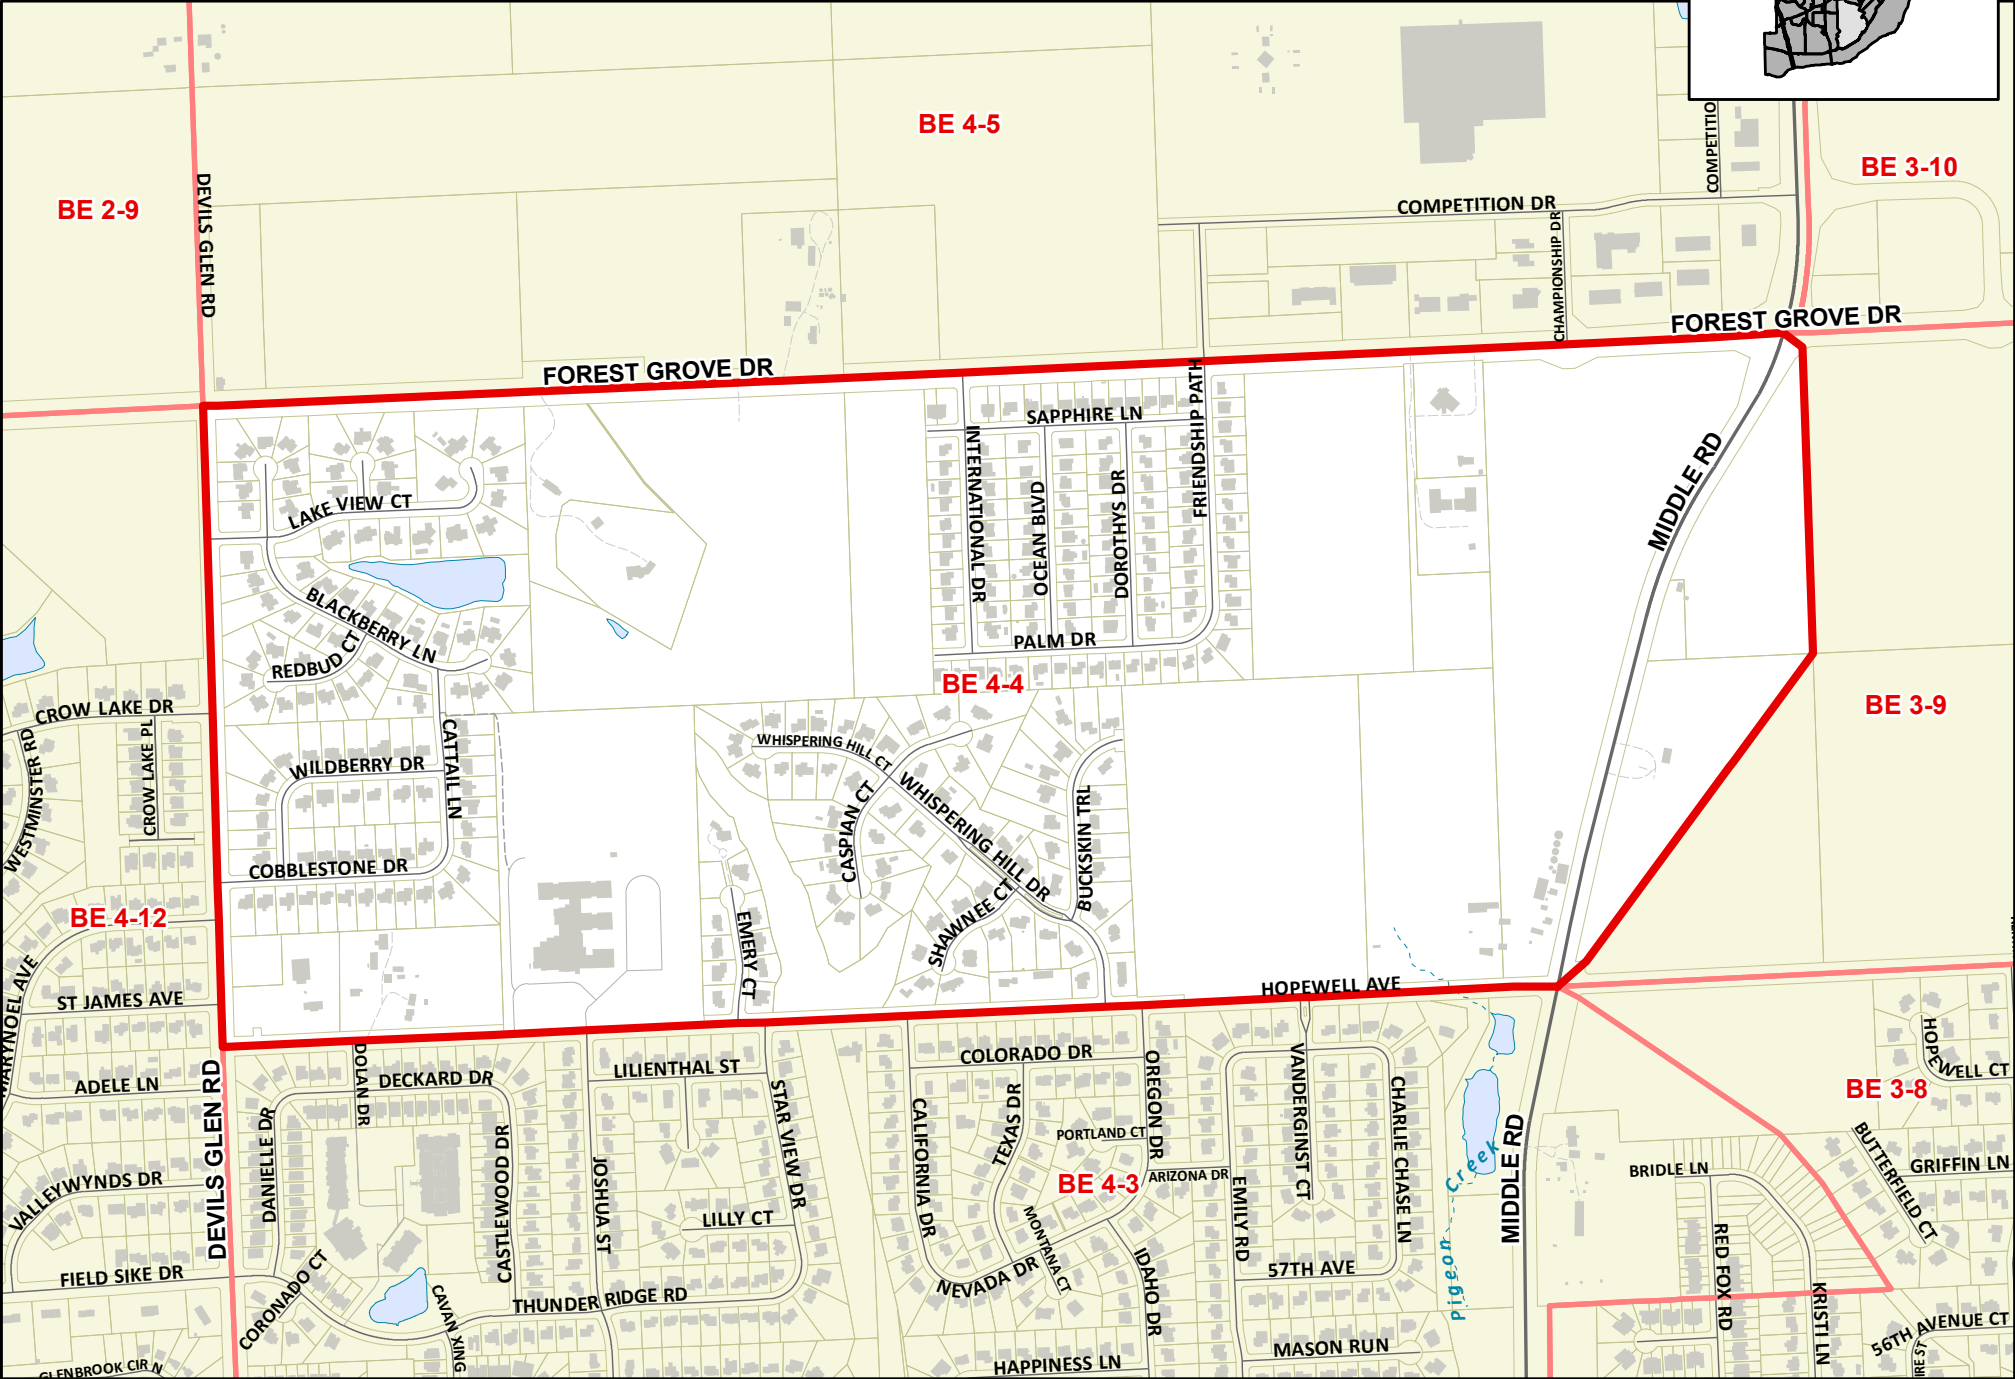 BE 4-5
BE 3-10
BE 2-9
DEVILS GLEN RD
COMPETITION DR
CHAMPIONSHIP DR
FOREST GROVE DR
FOREST GROVE DR
SAPPHIRE LN
INTERNATIONAL DR
OCEAN BLVD
DOROTHYS DR
FRIENDSHIP PATH
MIDDLE RD
LAKE VIEW CT
BLACKBERRY LN
REDBUD CT
PALM DR
BE 4-4
BE 3-9
CROW LAKE DR
CROW LAKE PL
WESTMINSTER RD
CATTAIL LN
WILDBERRY DR
COBBLESTONE DR
WHISPERING HILL CT
WHISPERING HILL DR
CASPIAN CT
BUCKSKIN TRL
SHAWNEE CT
EMERY CT
BE 4-12
MARYNOEL AVE
ST JAMES AVE
HOPEWELL AVE
ADELE LN
DEVILS GLEN RD
DOLAN DR
DECKARD DR
DANIELLE DR
CASTLEWOOD DR
LILIENTHAL ST
JOSHUA ST
STAR VIEW DR
LILLY CT
COLORADO DR
CALIFORNIA DR
TEXAS DR
PORTLAND CT
OREGON DR
ARIZONA DR
BE 4-3
MONTANA CT
NEVADA DR
IDAHO DR
EMILY RD
VANDERGINST CT
CHARLIE CHASE LN
57TH AVE
MASON RUN
HAPPINESS LN
Pigeon Creek
MIDDLE RD
BE 3-8
HOPEWELL CT
BUTTERFIELD CT
GRIFFIN LN
BRIDLE LN
RED FOX RD
KRISTI LN
56TH AVENUE CT
VALLEYWYNDS DR
FIELD SIKE DR
CORONADO CT
CAVAN XING
THUNDER RIDGE RD
GLENBROOK CIR N